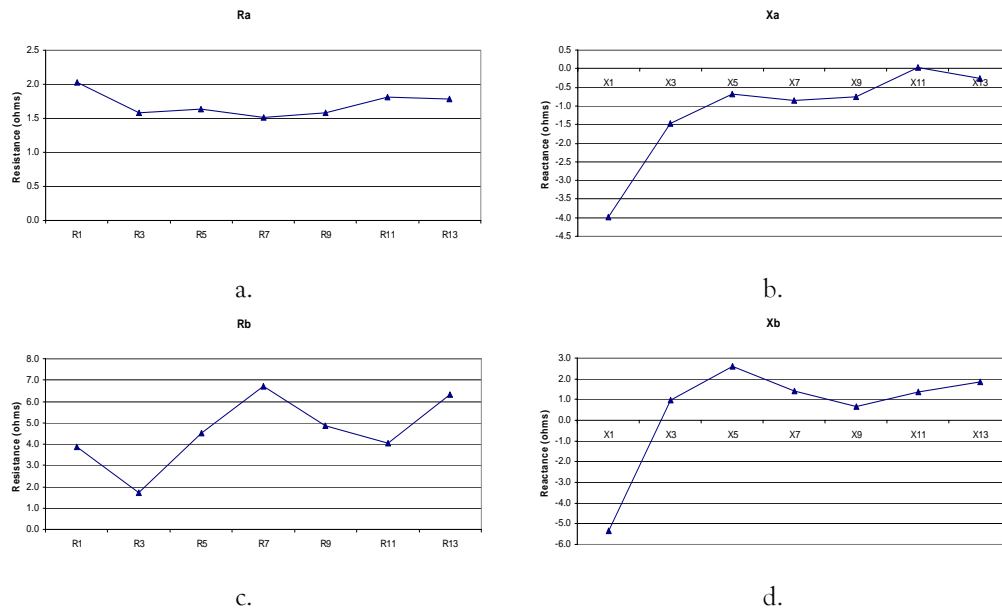 Ra
Resistance (ohms)
2.5
2.0
1.5
1.0
0.5
0.0
R1 R3 R5 R7 R9 R11 R13
a.
Xa
Reactance (ohms)
0.5
0.0
-0.5
-1.0
-1.5
-2.0
-2.5
-3.0
-3.5
-4.0
-4.5
X1 X3 X5 X7 X9 X11 X13
b.
Rb
Resistance (ohms)
8.0
7.0
6.0
5.0
4.0
3.0
2.0
1.0
0.0
R1 R3 R5 R7 R9 R11 R13
c.
Xb
Reactance (ohms)
3.0
2.0
1.0
0.0
-1.0
-2.0
-3.0
-4.0
-5.0
-6.0
X1 X3 X5 X7 X9 X11 X13
d.